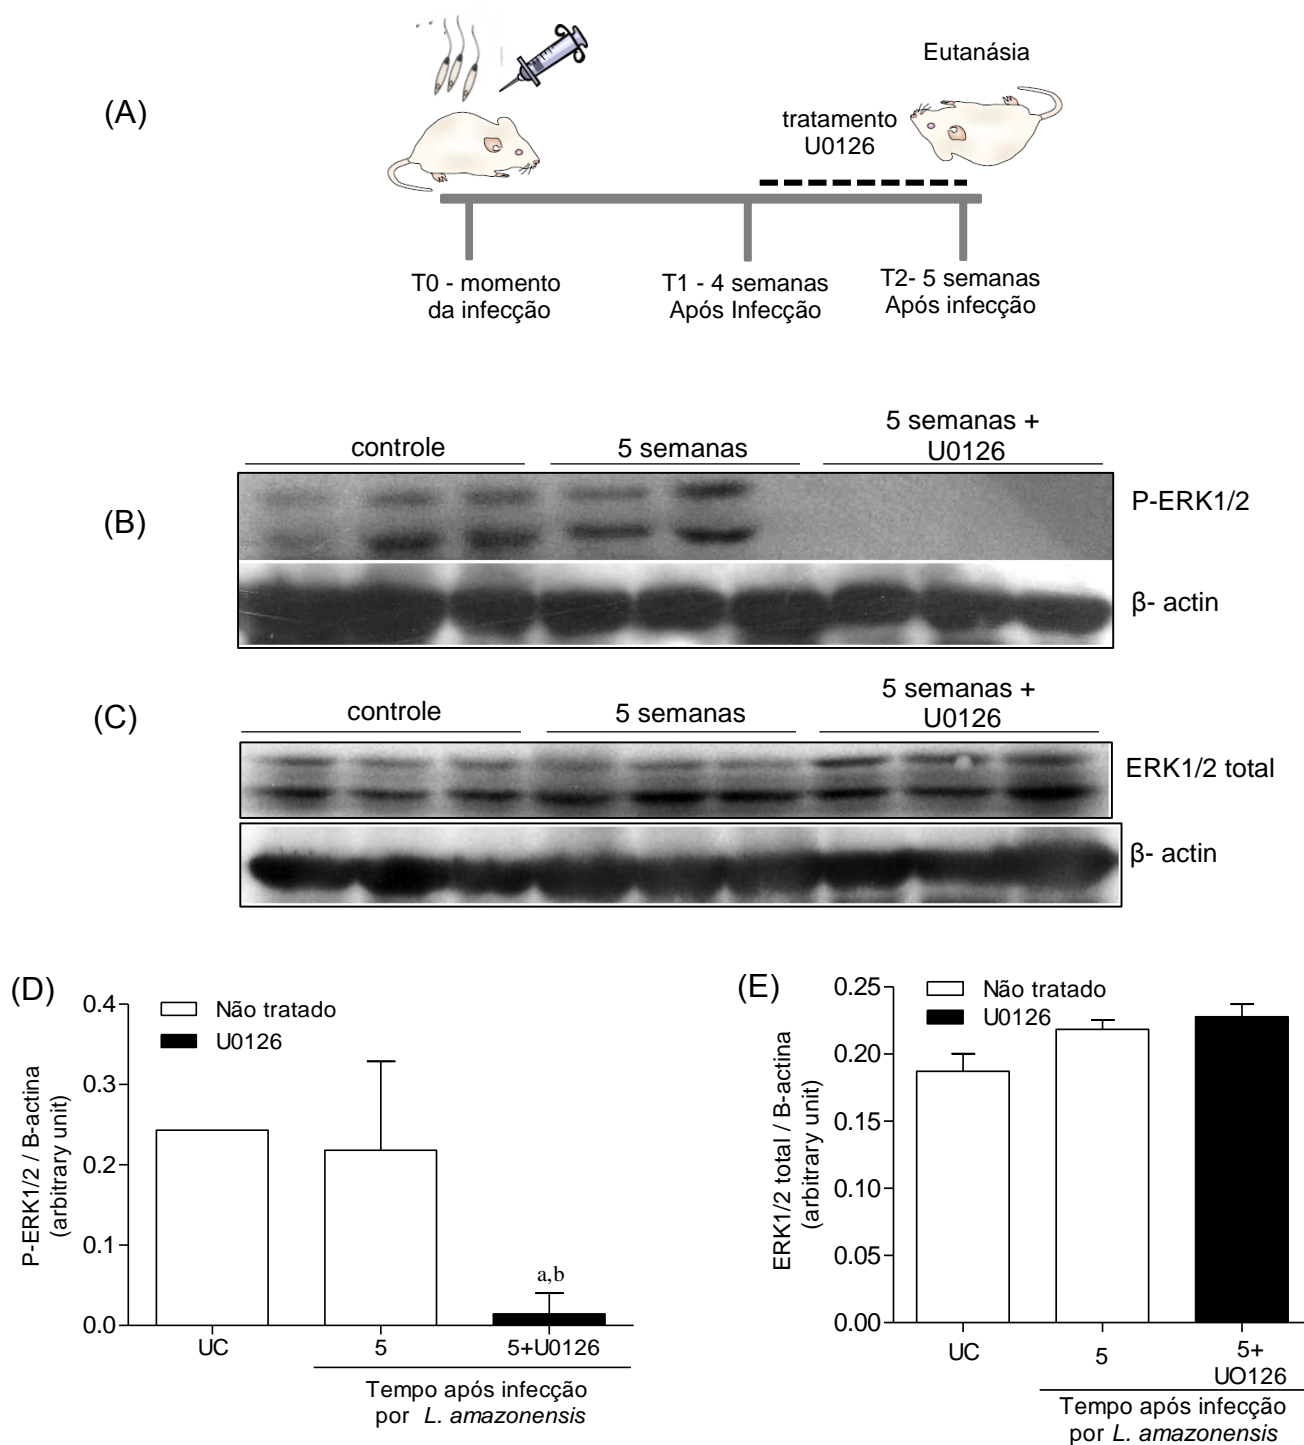 (A)
Eutanásia
tratamento
U0126
T0 - momento
da infecção
T1 - 4 semanas
Após Infecção
T2- 5 semanas
Após infecção
(B)
controle
5 semanas
5 semanas +
U0126
P-ERK1/2
β- actin
(C)
controle
5 semanas
5 semanas +
U0126
ERK1/2 total
β- actin
(D)
P-ERK1/2 / B-actina
(arbitrary unit)
0.4
0.3
0.2
0.1
0.0
Não tratado
U0126
a,b
UC
5
5+U0126
Tempo após infecção
por L. amazonensis
(E)
ERK1/2 total / B-actina
(arbitrary unit)
0.25
0.20
0.15
0.10
0.05
0.00
Não tratado
U0126
UC
5
5+
UO126
Tempo após infecção
por L. amazonensis